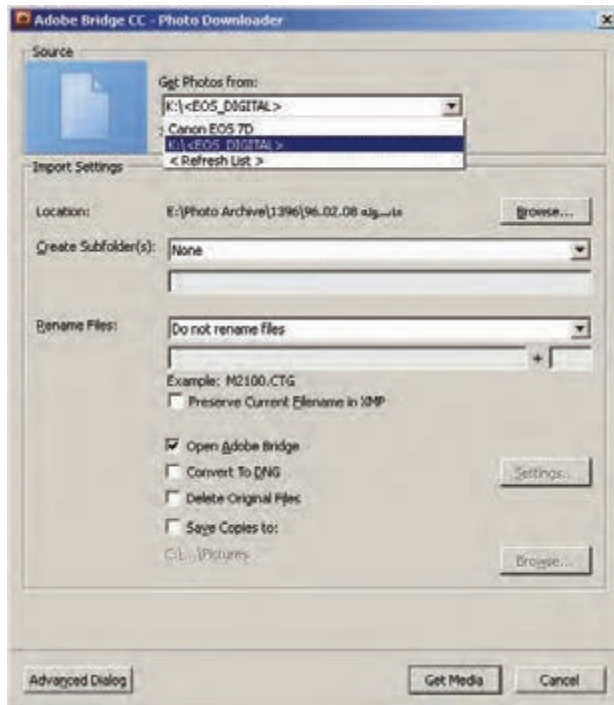 Adobe Bridge CC - Photo Downloader
Source
Get Photos from:
K:\<EOS_DIGITAL>
Canon EOS 7D
K:\<EOS_DIGITAL>
< Refresh List >
Import Settings
Location: E:\Photo Archive\1396\96.02.08 ماسوله Browse...
Create Subfolder(s): None
Rename Files: Do not rename files
+
Example: M2100.CTG
Preserve Current Filename in XMP
Open Adobe Bridge
Convert To DNG Settings...
Delete Original Files
Save Copies to:
C:\...\Pictures Browse...
Advanced Dialog Get Media Cancel